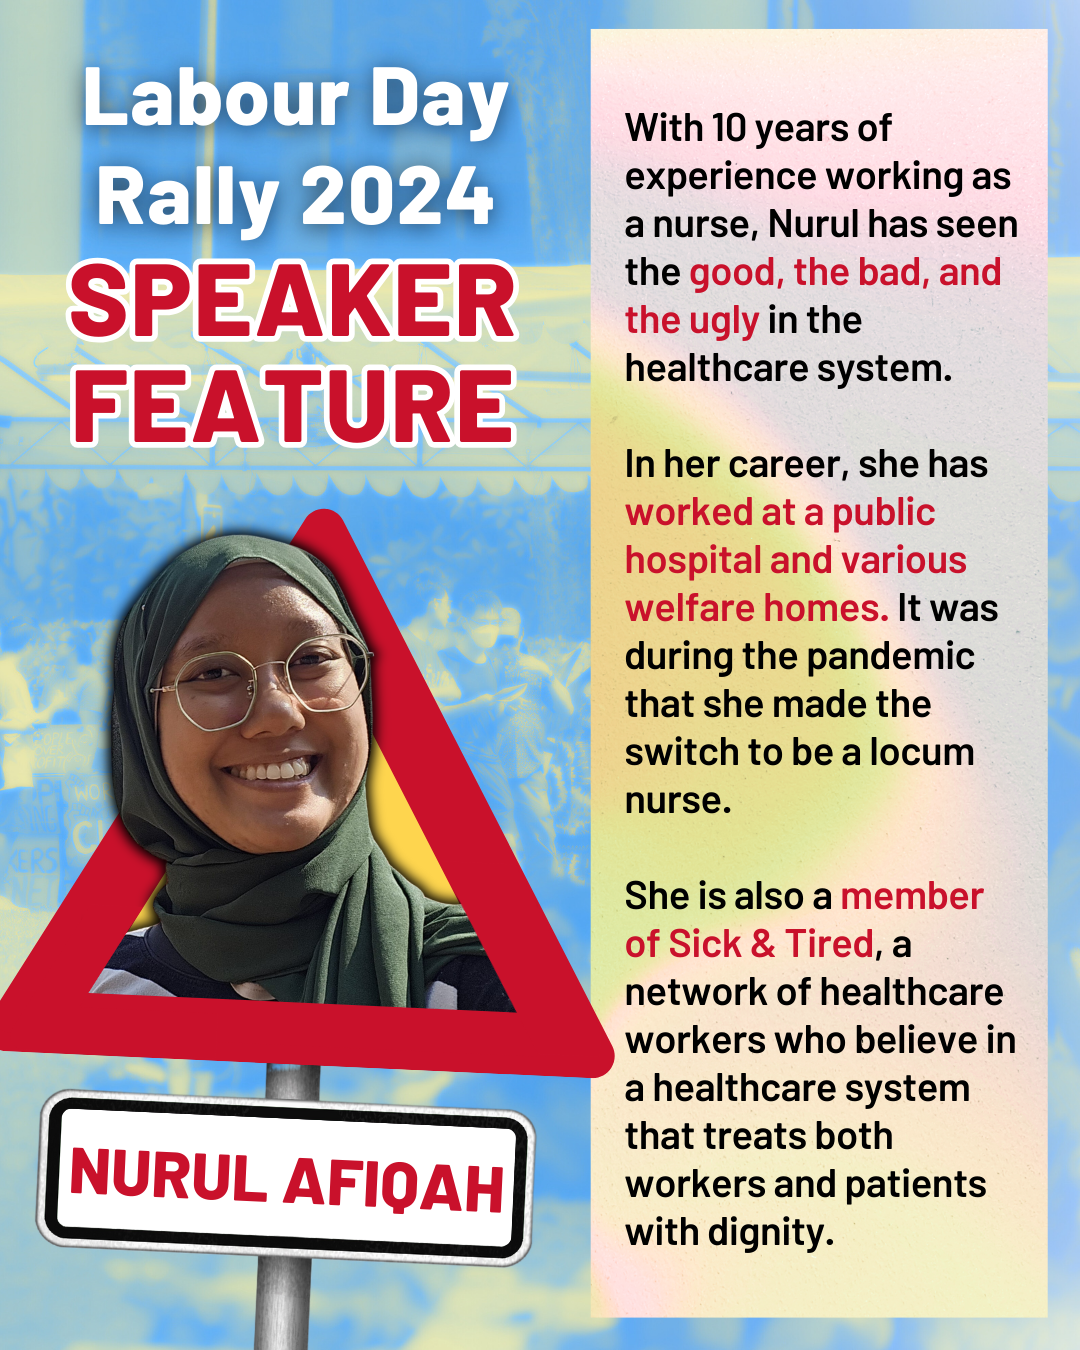 Labour Day
Rally 2024
SPEAKER
FEATURE
NURUL AFIQAH
With 10 years of
experience working as
a nurse, Nurul has seen
the good, the bad, and
the ugly in the
healthcare system.
In her career, she has
worked at a public
hospital and various
welfare homes. It was
during the pandemic
that she made the
switch to be a locum
nurse.
She is also a member
of Sick & Tired, a
network of healthcare
workers who believe in
a healthcare system
that treats both
workers and patients
with dignity.